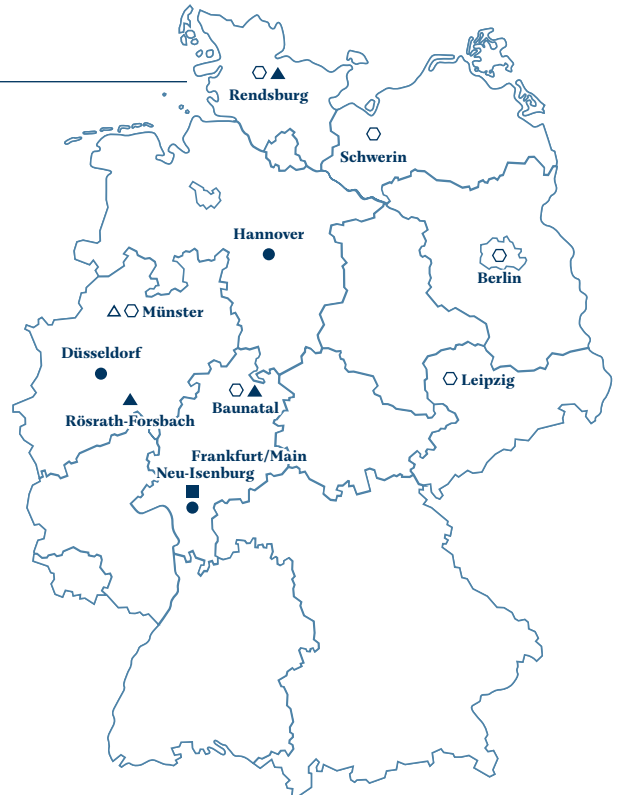 Rendsburg
Schwerin
Hannover
Berlin
Münster
Düsseldorf
Leipzig
Baunatal
Rösrath-Forsbach
Frankfurt/Main
Neu-Isenburg